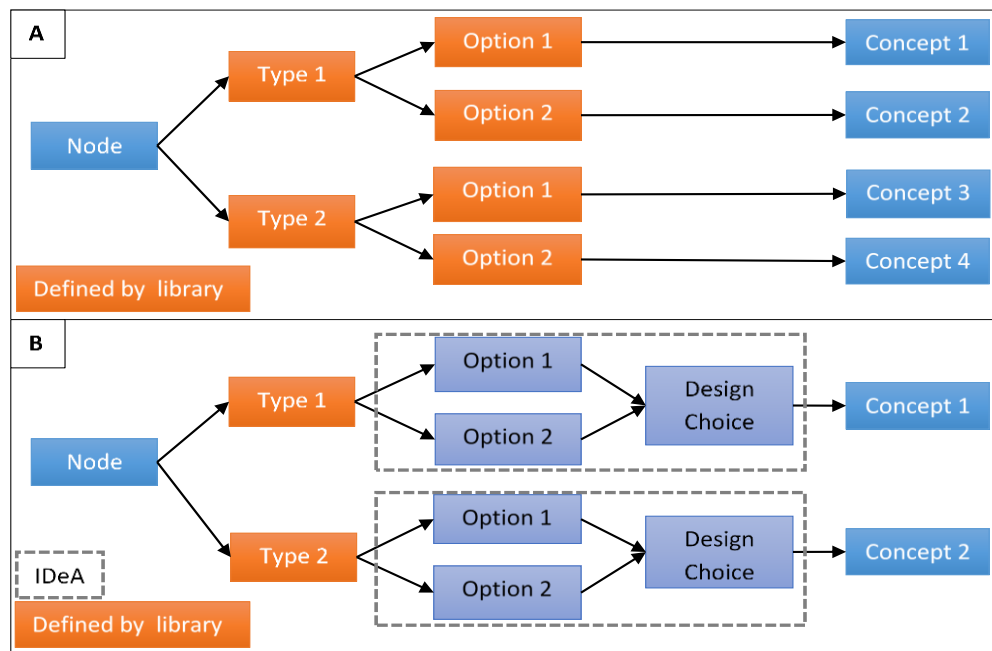 A
Option 1
Concept 1
Type 1
Option 2
Concept 2
Node
Option 1
Concept 3
Type 2
Option 2
Concept 4
Defined by library
B
Option 1
Type 1
Design
Choice
Concept 1
Option 2
Node
Option 1
Type 2
Design
Choice
Concept 2
IDeA
Option 2
Defined by library